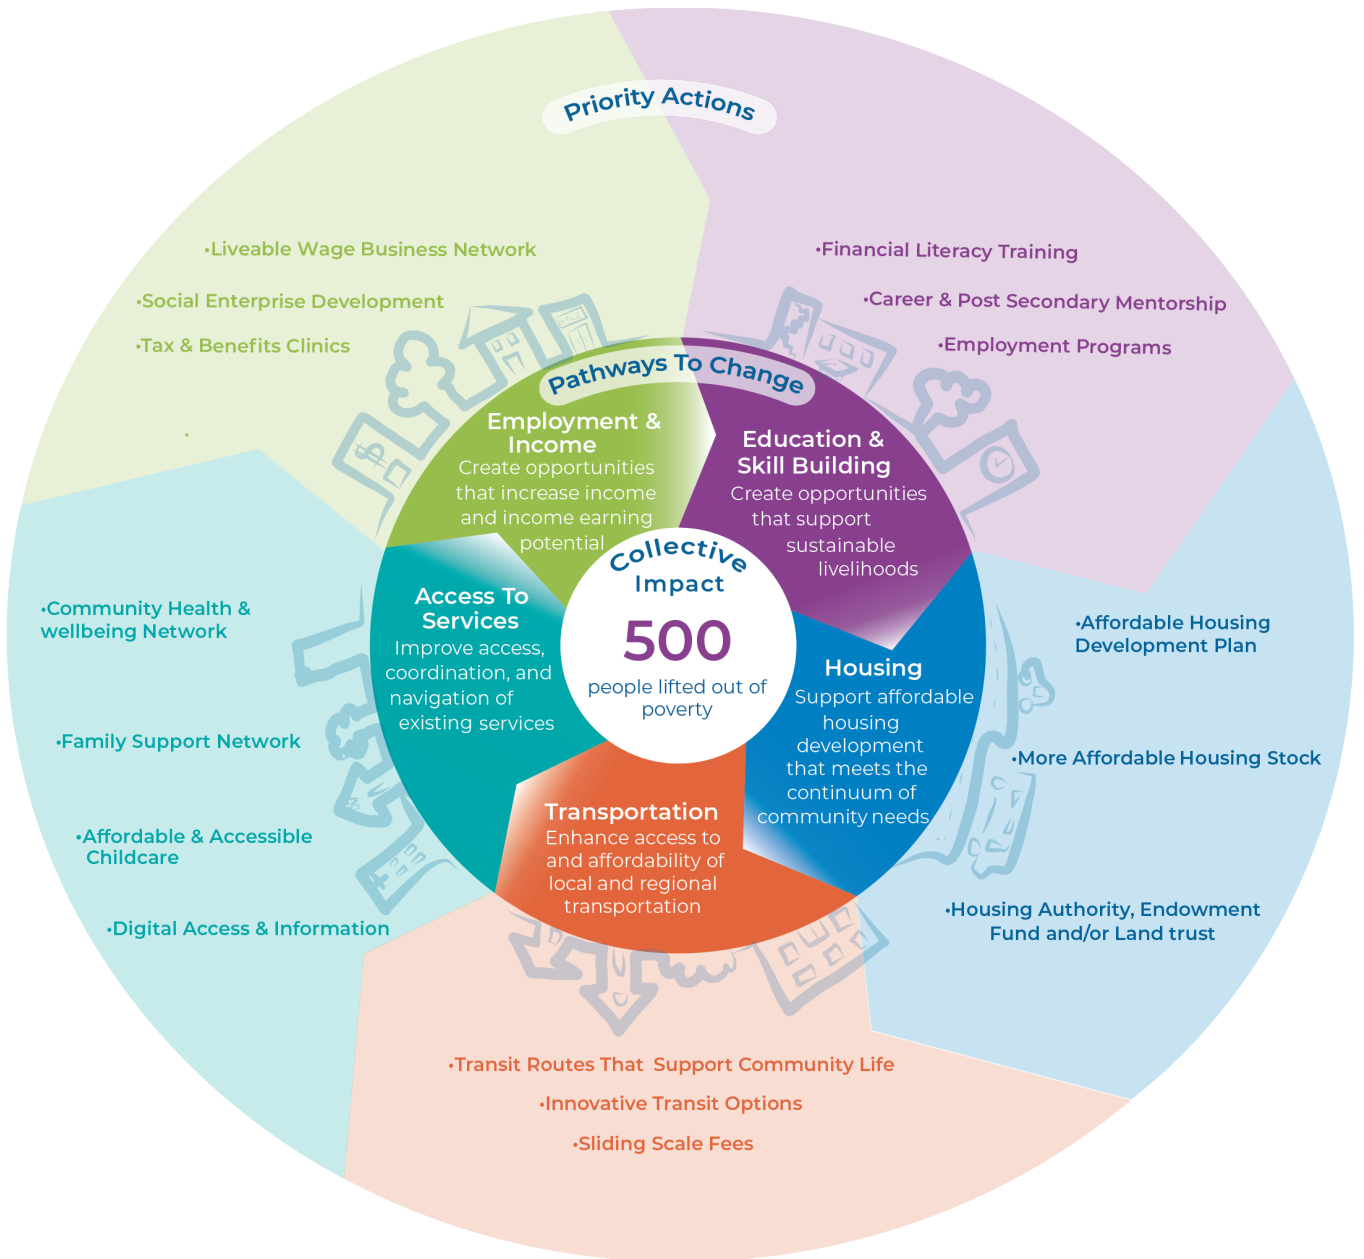 Priority Actions
•Liveable Wage Business Network
•Social Enterprise Development
•Tax & Benefits Clinics
•
•Financial Literacy Training
•Career & Post Secondary Mentorship
•Employment Programs
Pathways To Change
Employment &
Income
Create opportunities
that increase income
and income earning
potential
Education &
Skill Building
Create opportunities
that support
sustainable
livelihoods
Collective
Impact
500
people lifted out of
poverty
Access To
Services
Improve access,
coordination, and
navigation of
existing services
Housing
Support affordable
housing
development
that meets the
continuum of
community needs
Transportation
Enhance access to
and affordability of
local and regional
transportation
•Community Health &
wellbeing Network
•Family Support Network
•Affordable & Accessible
Childcare
•Digital Access & Information
•Affordable Housing
Development Plan
•More Affordable Housing Stock
•Housing Authority, Endowment
Fund and/or Land trust
•Transit Routes That Support Community Life
•Innovative Transit Options
•Sliding Scale Fees